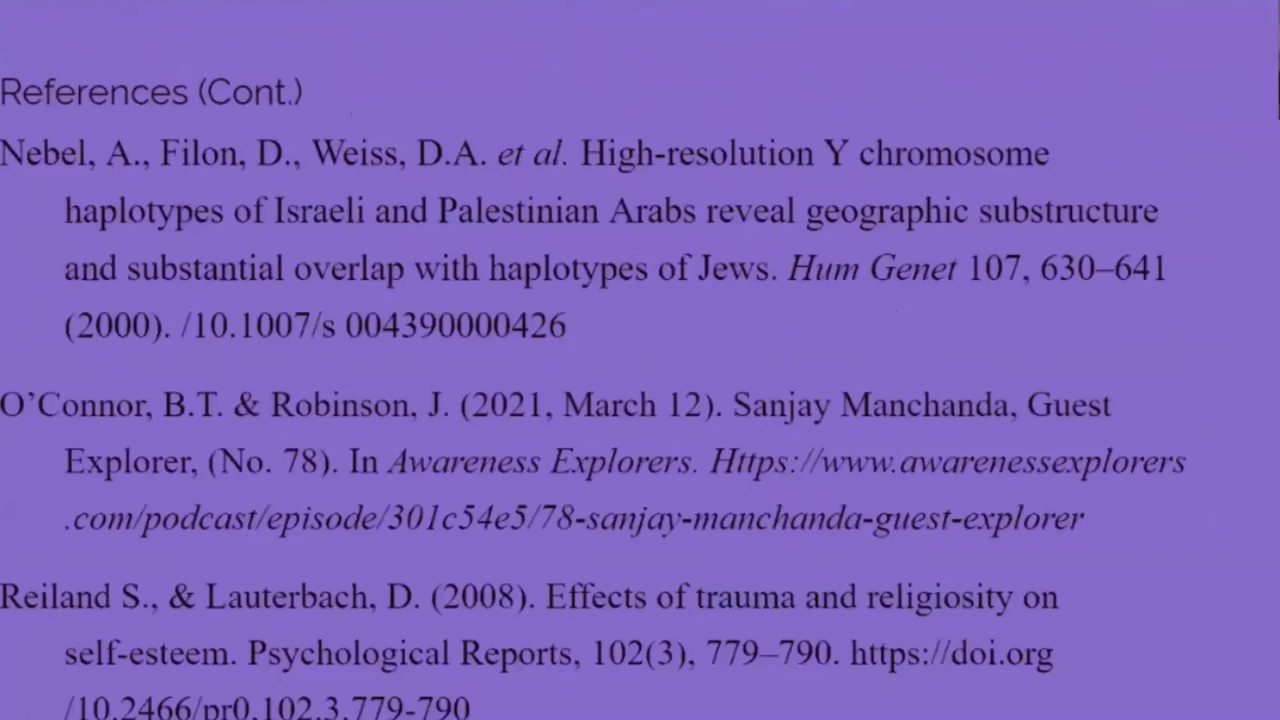 References (Cont.)
Nebel, A., Filon, D., Weiss, D.A. et al. High-resolution Y chromosome
haplotypes of Israeli and Palestinian Arabs reveal geographic substructure
and substantial overlap with haplotypes of Jews. Hum Genet 107, 630–641
(2000). /10.1007/s 004390000426
O’Connor, B.T. & Robinson, J. (2021, March 12). Sanjay Manchanda, Guest
Explorer, (No. 78). In Awareness Explorers. Https://www.awarenessexplorers
.com/podcast/episode/301c54e5/78-sanjay-manchanda-guest-explorer
Reiland S., & Lauterbach, D. (2008). Effects of trauma and religiosity on
self-esteem. Psychological Reports, 102(3), 779–790. https://doi.org
/10.2466/pr0.102.3.779-790